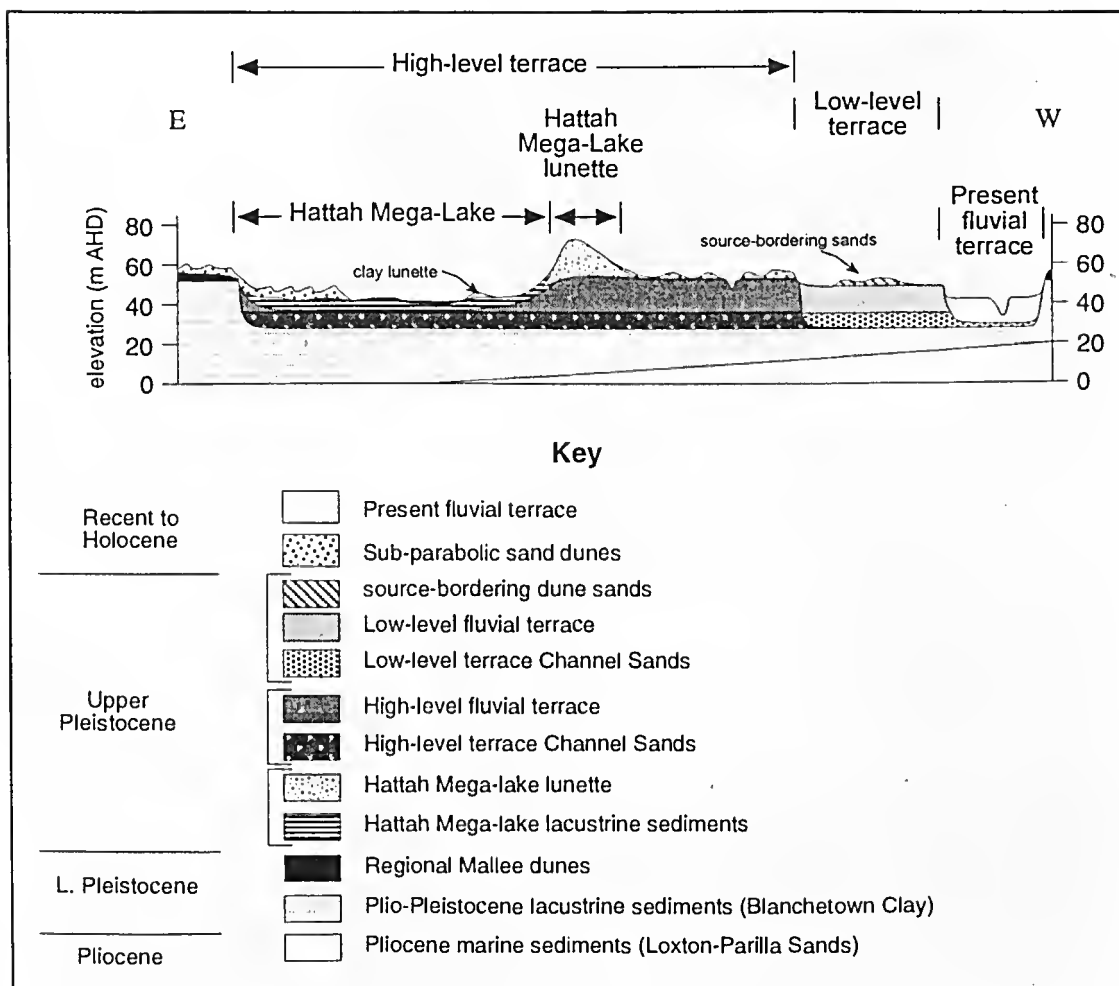 High-level terrace
E
Low-level
terrace
W
Hattah
Mega-Lake
lunette
Present
fluvial
terrace
Hattah Mega-Lake
source-bordering sands
clay lunette
elevation (m AHD)
80
60
40
20
0
80
60
40
20
0
Key
Recent to
Holocene
Present fluvial terrace
Sub-parabolic sand dunes
Upper
Pleistocene
source-bordering dune sands
Low-level fluvial terrace
Low-level terrace Channel Sands
High-level fluvial terrace
High-level terrace Channel Sands
Hattah Mega-lake lunette
Hattah Mega-lake lacustrine sediments
L. Pleistocene
Regional Mallee dunes
Plio-Pleistocene lacustrine sediments (Blanchetown Clay)
Pliocene
Pliocene marine sediments (Loxton-Parilla Sands)